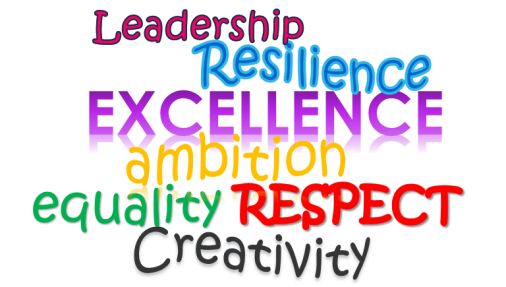 Leadership
Resilience
EXCELLENCE
ambition
equality RESPECT
Creativity